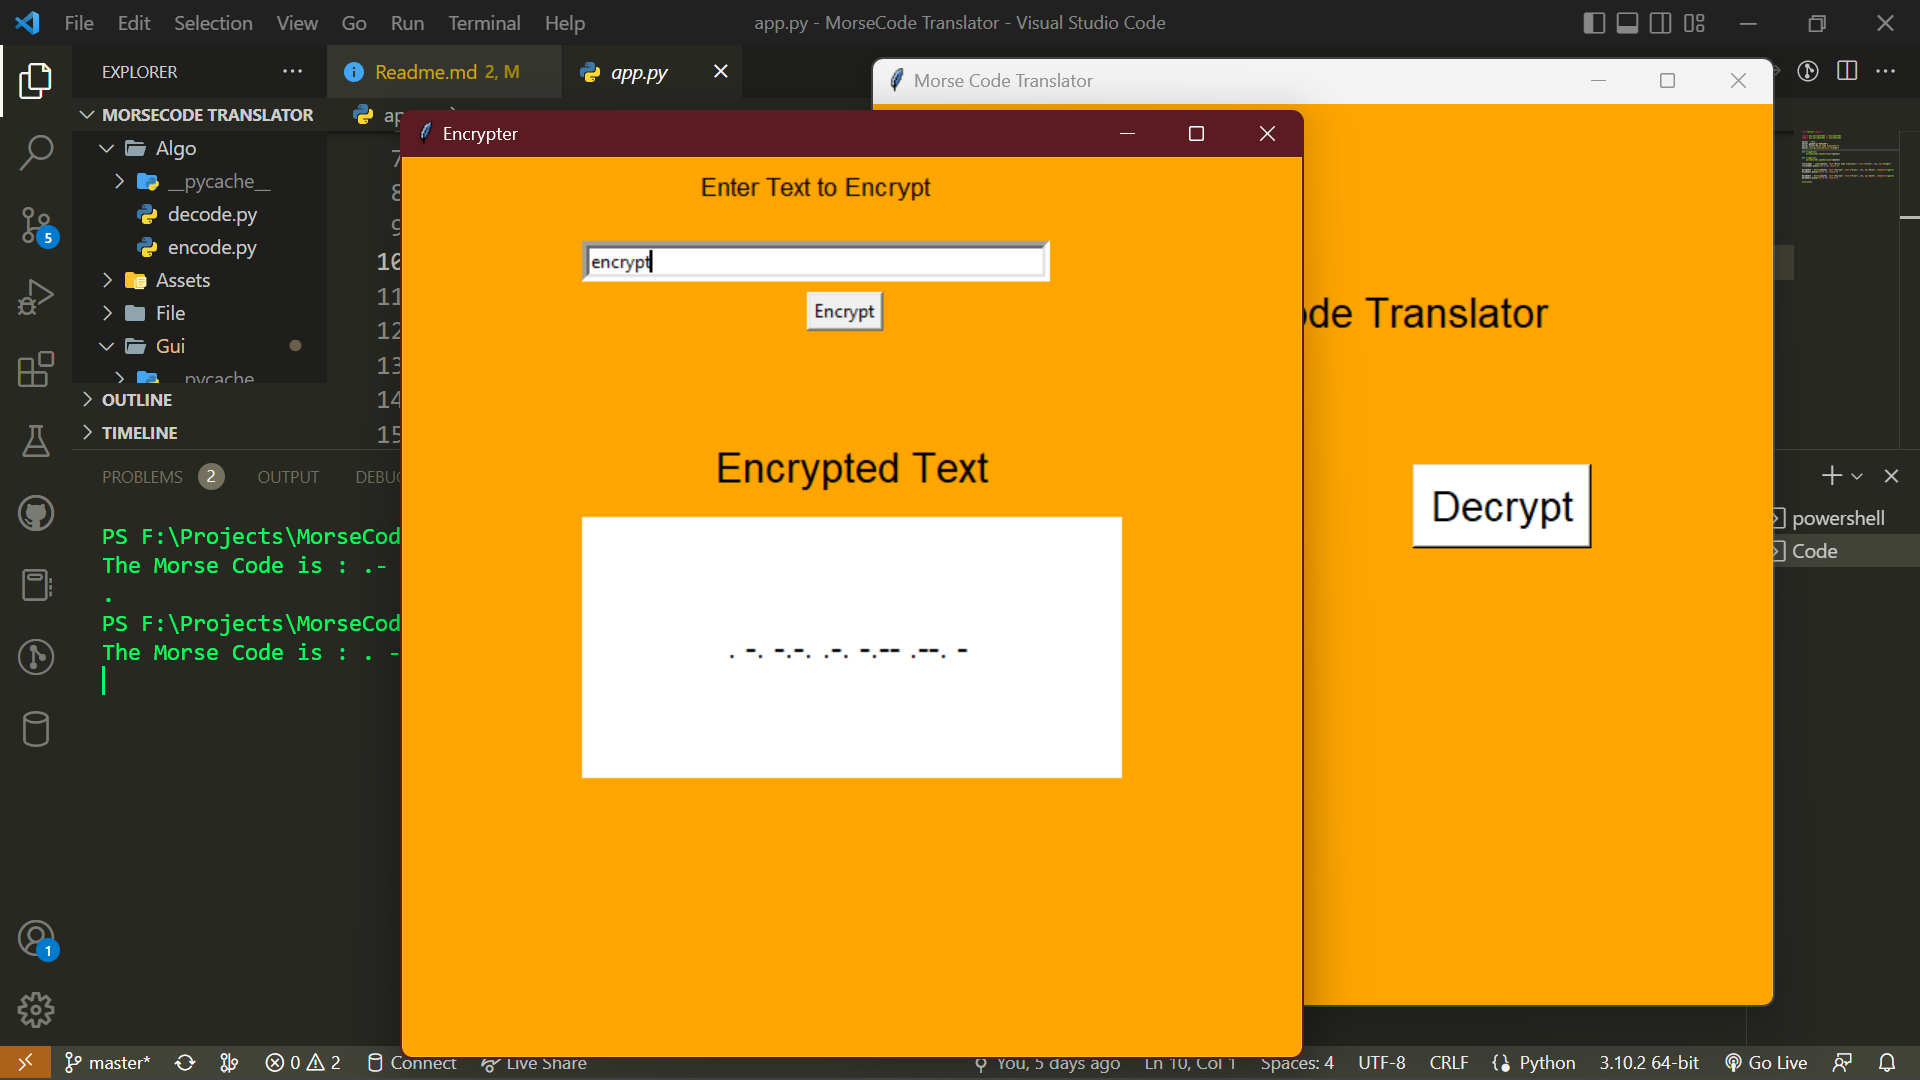 File Edit Selection View Go Run Terminal Help
app.py - MorseCode Translator - Visual Studio Code
EXPLORER
Readme.md 2, M
app.py
MORSECODE TRANSLATOR
Algo
__pycache__
decode.py
encode.py
Assets
File
Gui
OUTLINE
TIMELINE
8
9
10
11
12
13
14
15
5
1
PROBLEMS 2 OUTPUT
PS F:\Projects\MorseCod
The Morse Code is : .-
.
PS F:\Projects\MorseCod
The Morse Code is : . -
Morse Code Translator
ode Translator
Decrypt
Encrypter
Enter Text to Encrypt
encrypt
Encrypt
Encrypted Text
. -. -.-. .-. -.-- .--. -
powershell
Code
master* 0 2 Connect Live Share
You, 5 days ago Ln 10, Col 1 Spaces: 4 UTF-8 CRLF Python 3.10.2 64-bit Go Live